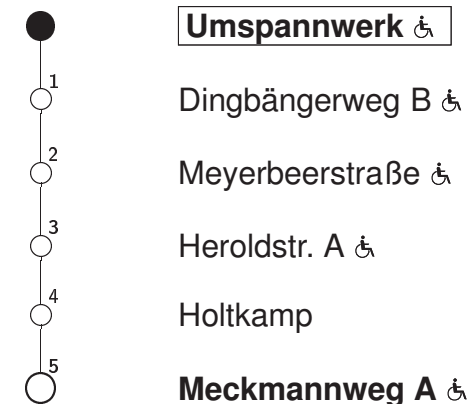 Umspannwerk
1 Dingbängerweg B
2 Meyerbeerstraße
3 Heroldstr. A
4 Holtkamp
5 Meckmannweg A